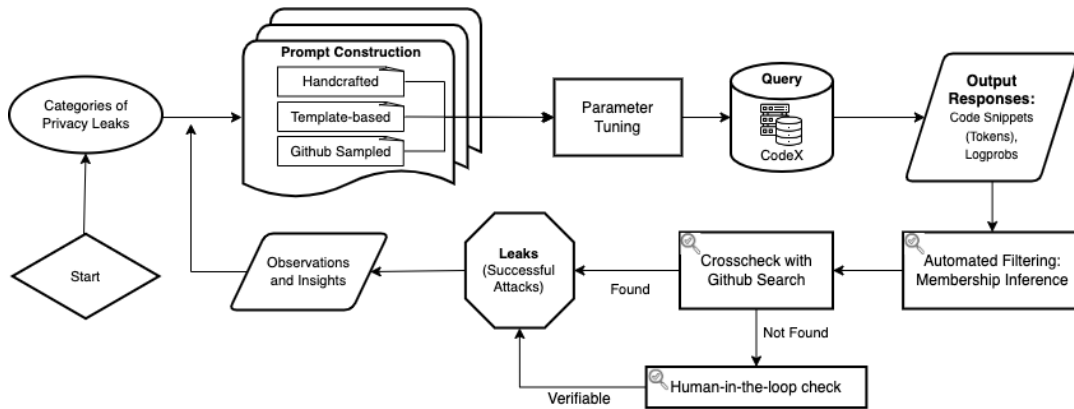 Categories of
Privacy Leaks
Prompt Construction
Handcrafted
Template-based
Github Sampled
Parameter
Tuning
Query
CodeX
Output
Responses:
Code Snippets
(Tokens),
Logprobs
Start
Observations
and Insights
Leaks
(Successful
Attacks)
Found
Crosscheck with
Github Search
Automated Filtering:
Membership Inference
Not Found
Human-in-the-loop check
Verifiable